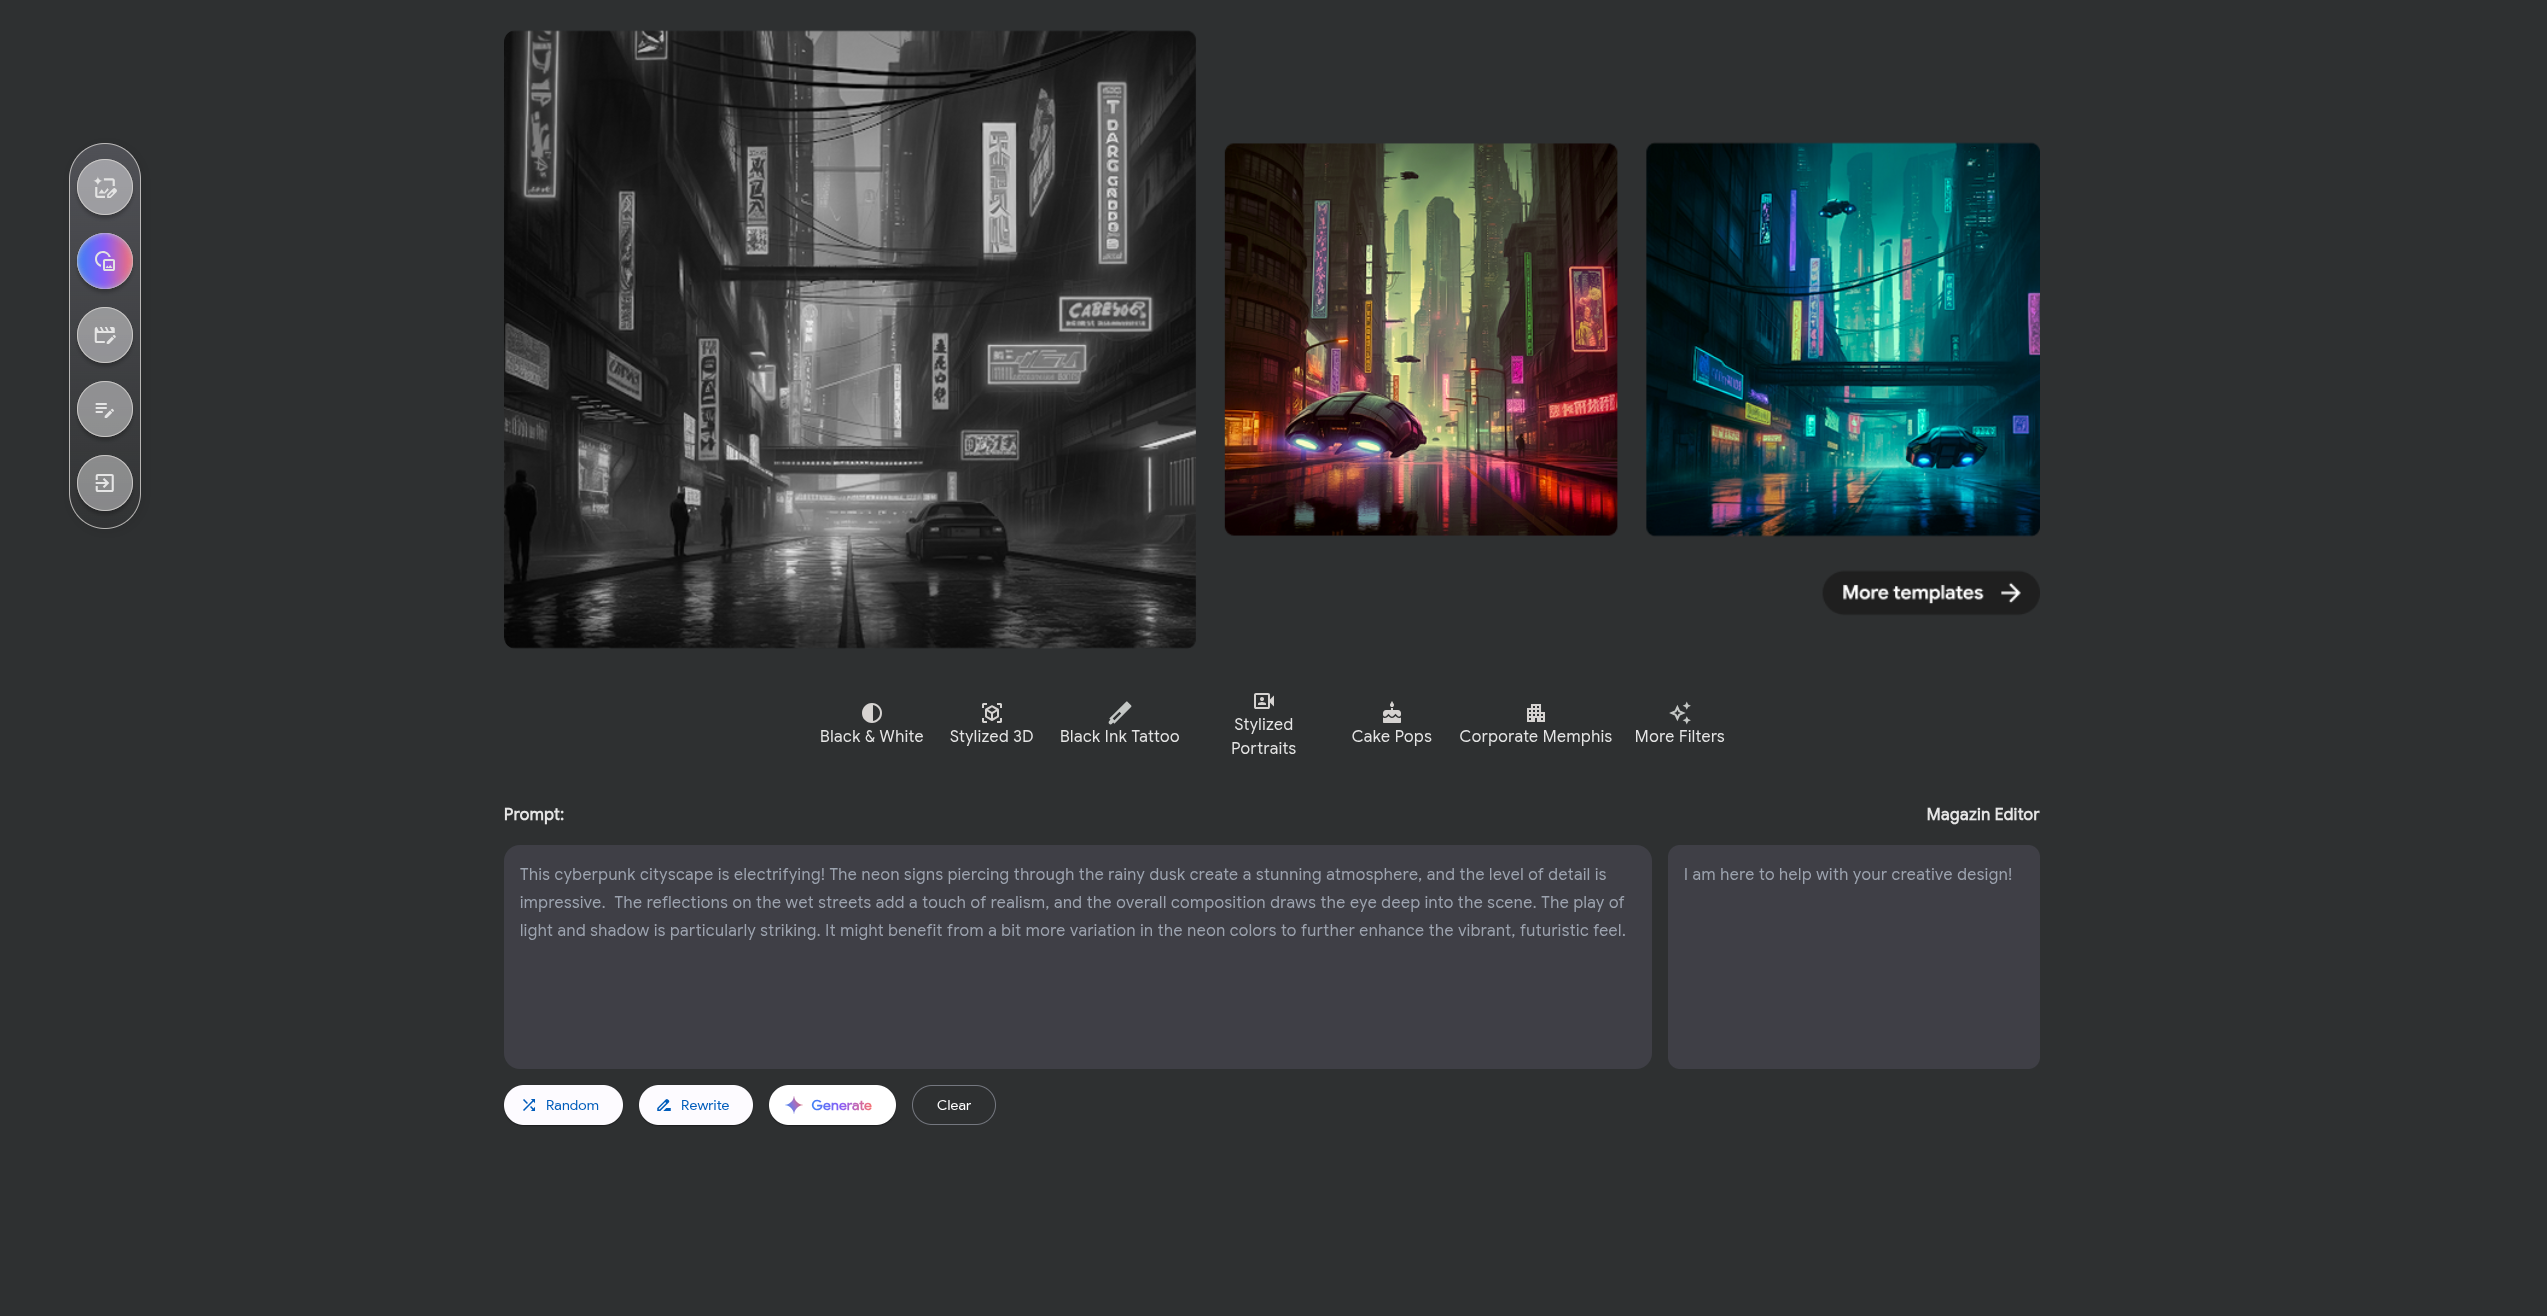 CABESOG
More templates
Black & White
Stylized 3D
Black Ink Tattoo
Stylized
Portraits
Cake Pops
Corporate Memphis
More Filters
Prompt:
Magazin Editor
This cyberpunk cityscape is electrifying! The neon signs piercing through the rainy dusk create a stunning atmosphere, and the level of detail is
impressive.  The reflections on the wet streets add a touch of realism, and the overall composition draws the eye deep into the scene. The play of
light and shadow is particularly striking. It might benefit from a bit more variation in the neon colors to further enhance the vibrant, futuristic feel.
I am here to help with your creative design!
Random
Rewrite
Generate
Clear